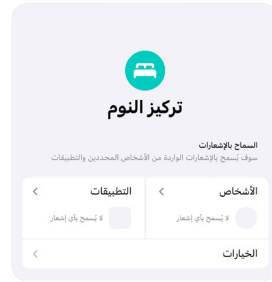 تركيز النوم
السماح بالإشعارات
سوف يُسمح بالإشعارات الواردة من الأشخاص المحددين والتطبيقات
الأشخاص
لا يُسمح بأي إشعار
التطبيقات
لا يُسمح بأي إشعار
الخيارات